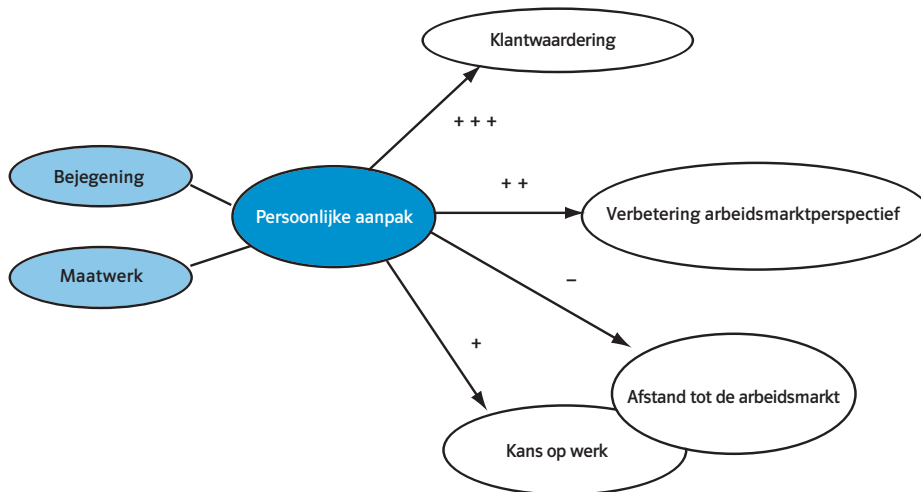 Klantwaardering
+ + +
Bejegening
+ +
Persoonlijke aanpak
Verbetering arbeidsmarktperspectief
Maatwerk
–
+
Afstand tot de arbeidsmarkt
Kans op werk